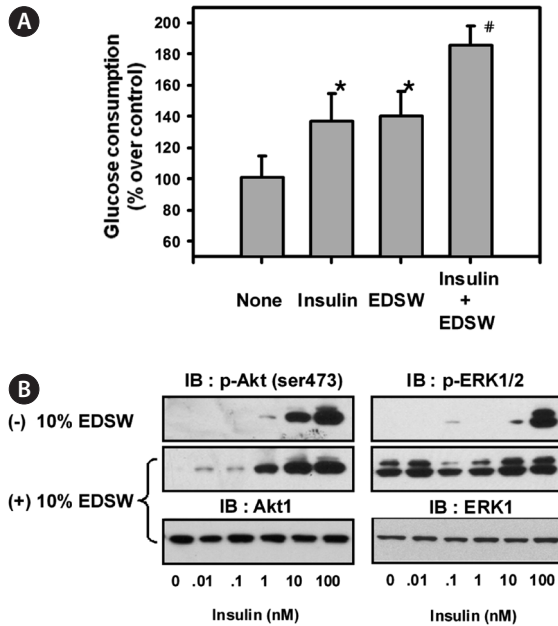 A
Glucose consumption
(% over control)
200
180
160
140
120
100
80
60
*
*
#
None
Insulin
EDSW
Insulin
+
EDSW
B
IB : p-Akt (ser473)
IB : p-ERK1/2
(-) 10% EDSW
(+) 10% EDSW
IB : Akt1
IB : ERK1
0 .01 .1 1 10 100
0 .01 .1 1 10 100
Insulin (nM)
Insulin (nM)